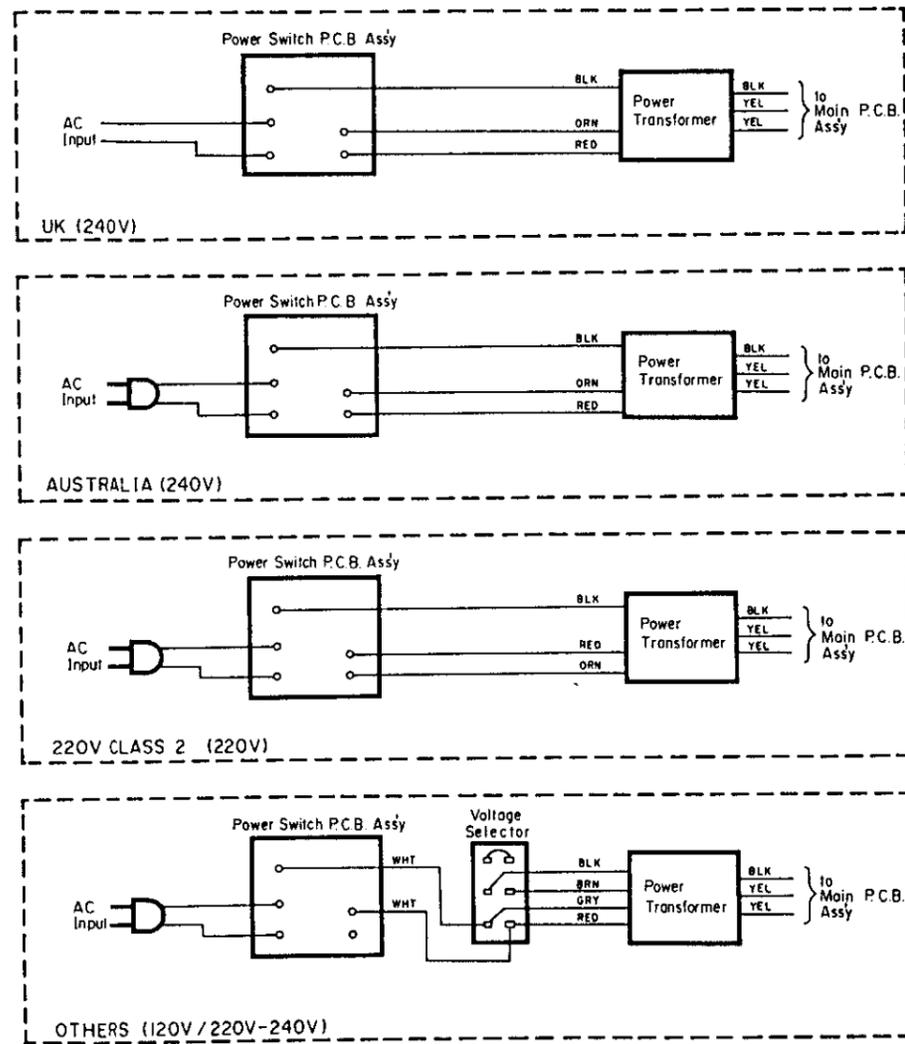 Power Switch P.C.B. Ass'y
AC
Input
BLK
ORN
RED
Power
Transformer
BLK
YEL
YEL
to
Main P.C.B.
Ass'y
UK (240V)
Power Switch P.C.B Ass'y
AC
Input
BLK
ORN
RED
Power
Transformer
BLK
YEL
YEL
to
Main P.C.B.
Ass'y
AUSTRALIA (240V)
Power Switch P.C.B. Ass'y
AC
Input
BLK
RED
ORN
Power
Transformer
BLK
YEL
YEL
to
Main P.C.B.
Ass'y
220V CLASS 2 (220V)
Power Switch P.C.B. Ass'y
Voltage
Selector
AC
Input
WHT
WHT
BLK
BRN
GRY
RED
Power
Transformer
BLK
YEL
YEL
to
Main P.C.B.
Ass'y
OTHERS (120V/220V-240V)